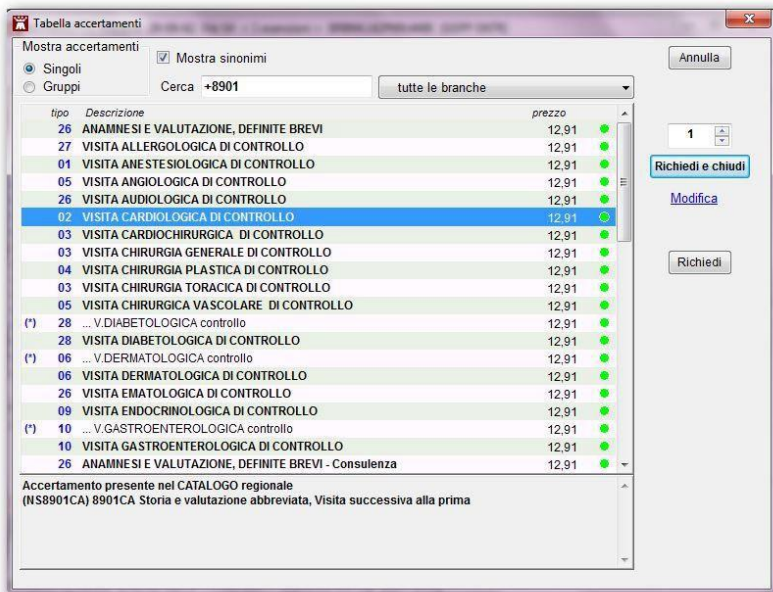 Tabella accertamenti
Mostra accertamenti
Singoli
Gruppi
Mostra sinonimi
Cerca +8901 tutte le branche
Annulla
1
Richiedi e chiudi
Modifica
Richiedi
tipo Descrizione prezzo
26 ANAMNESI E VALUTAZIONE, DEFINITE BREVI 12,91
27 VISITA ALLERGOLOGICA DI CONTROLLO 12,91
01 VISITA ANESTESIOLOGICA DI CONTROLLO 12,91
05 VISITA ANGIOLOGICA DI CONTROLLO 12,91
26 VISITA AUDIOLOGICA DI CONTROLLO 12,91
02 VISITA CARDIOLOGICA DI CONTROLLO 12,91
03 VISITA CARDIOCHIRURGICA DI CONTROLLO 12,91
03 VISITA CHIRURGIA GENERALE DI CONTROLLO 12,91
04 VISITA CHIRURGIA PLASTICA DI CONTROLLO 12,91
03 VISITA CHIRURGIA TORACICA DI CONTROLLO 12,91
05 VISITA CHIRURGICA VASCOLARE DI CONTROLLO 12,91
(*) 28 ... V.DIABETOLOGICA controllo 12,91
28 VISITA DIABETOLOGICA DI CONTROLLO 12,91
(*) 06 ... V.DERMATOLOGICA controllo 12,91
06 VISITA DERMATOLOGICA DI CONTROLLO 12,91
26 VISITA EMATOLOGICA DI CONTROLLO 12,91
09 VISITA ENDOCRINOLOGICA DI CONTROLLO 12,91
(*) 10 ... V.GASTROENTEROLOGICA controllo 12,91
10 VISITA GASTROENTEROLOGICA DI CONTROLLO 12,91
26 ANAMNESI E VALUTAZIONE, DEFINITE BREVI - Consulenza 12,91
Accertamento presente nel CATALOGO regionale
(NS8901CA) 8901CA Storia e valutazione abbreviata, Visita successiva alla prima